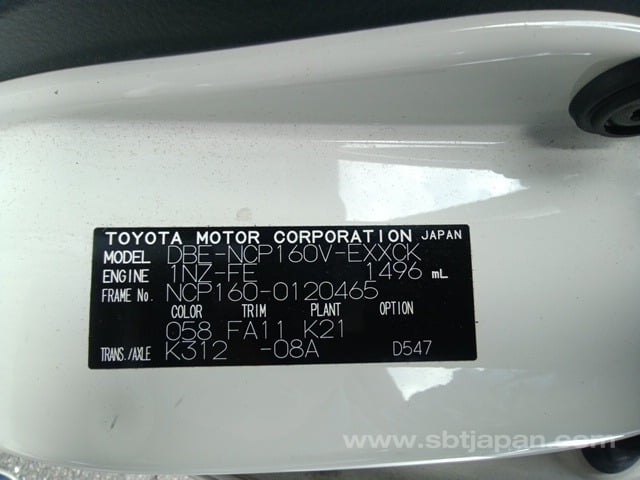 TOYOTA MOTOR CORPORATION JAPAN
MODEL DBE-NCP160V-EXXCK
ENGINE 1NZ-FE 1496 mL
FRAME No. NCP160-0120465
COLOR TRIM PLANT OPTION
058 FA11 K21
TRANS./AXLE K312 -08A D547
www.sbtjapan.com